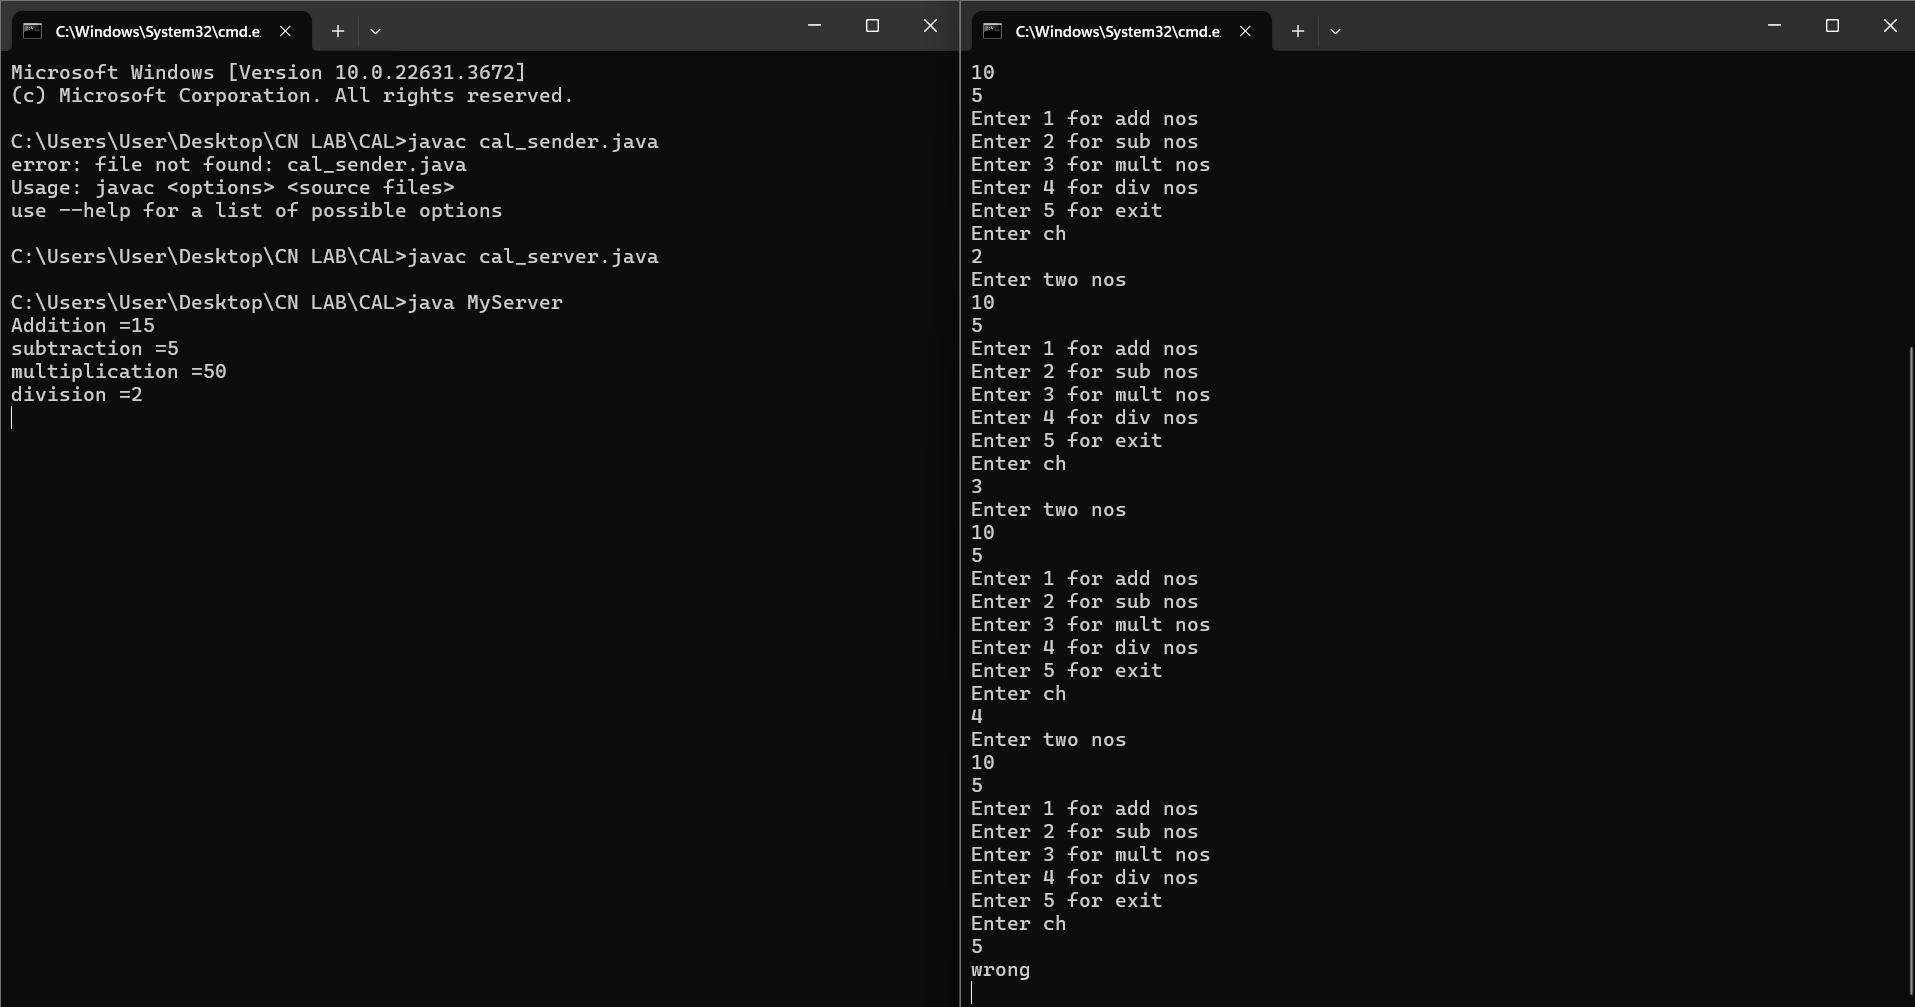 C:\Windows\System32\cmd.e
Microsoft Windows [Version 10.0.22631.3672]
(c) Microsoft Corporation. All rights reserved.
C:\Users\User\Desktop\CN LAB\CAL>javac cal_sender.java
error: file not found: cal_sender.java
Usage: javac <options> <source files>
use --help for a list of possible options
C:\Users\User\Desktop\CN LAB\CAL>javac cal_server.java
C:\Users\User\Desktop\CN LAB\CAL>java MyServer
Addition =15
subtraction =5
multiplication =50
division =2
C:\Windows\System32\cmd.e
10
5
Enter 1 for add nos
Enter 2 for sub nos
Enter 3 for mult nos
Enter 4 for div nos
Enter 5 for exit
Enter ch
2
Enter two nos
10
5
Enter 1 for add nos
Enter 2 for sub nos
Enter 3 for mult nos
Enter 4 for div nos
Enter 5 for exit
Enter ch
3
Enter two nos
10
5
Enter 1 for add nos
Enter 2 for sub nos
Enter 3 for mult nos
Enter 4 for div nos
Enter 5 for exit
Enter ch
4
Enter two nos
10
5
Enter 1 for add nos
Enter 2 for sub nos
Enter 3 for mult nos
Enter 4 for div nos
Enter 5 for exit
Enter ch
5
wrong